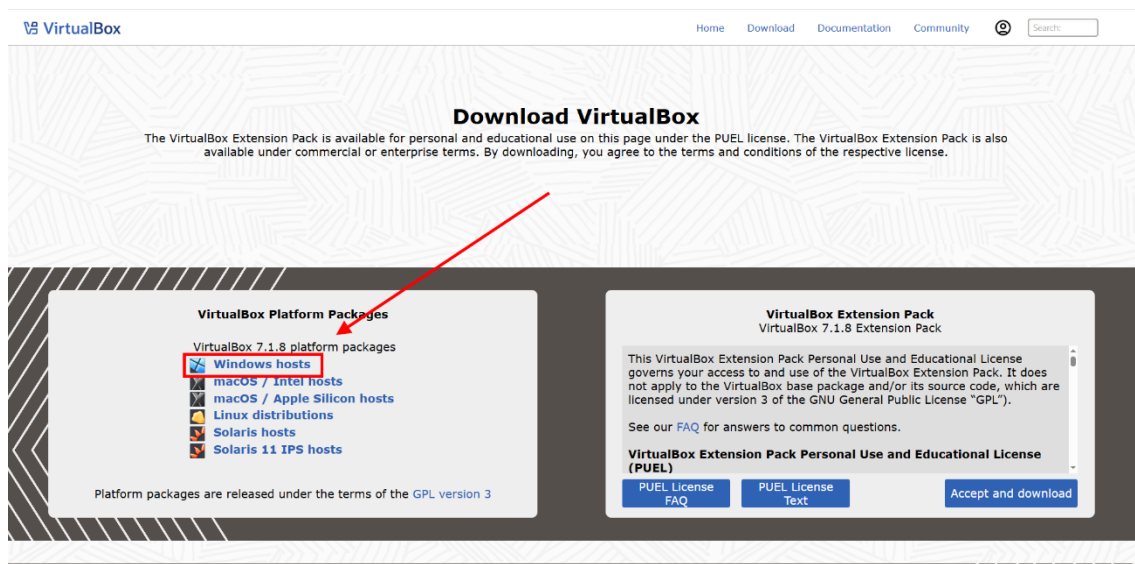 VirtualBox
Home Download Documentation Community Search:
Download VirtualBox
The VirtualBox Extension Pack is available for personal and educational use on this page under the PUEL license. The VirtualBox Extension Pack is also
available under commercial or enterprise terms. By downloading, you agree to the terms and conditions of the respective license.
VirtualBox Platform Packages
VirtualBox 7.1.8 platform packages
Windows hosts
macOS / Intel hosts
macOS / Apple Silicon hosts
Linux distributions
Solaris hosts
Solaris 11 IPS hosts
Platform packages are released under the terms of the GPL version 3
VirtualBox Extension Pack
VirtualBox 7.1.8 Extension Pack
This VirtualBox Extension Pack Personal Use and Educational License
governs your access to and use of the VirtualBox Extension Pack. It does
not apply to the VirtualBox base package and/or its source code, which are
licensed under version 3 of the GNU General Public License “GPL”).
See our FAQ for answers to common questions.
VirtualBox Extension Pack Personal Use and Educational License
(PUEL)
PUEL License
FAQ
PUEL License
Text
Accept and download